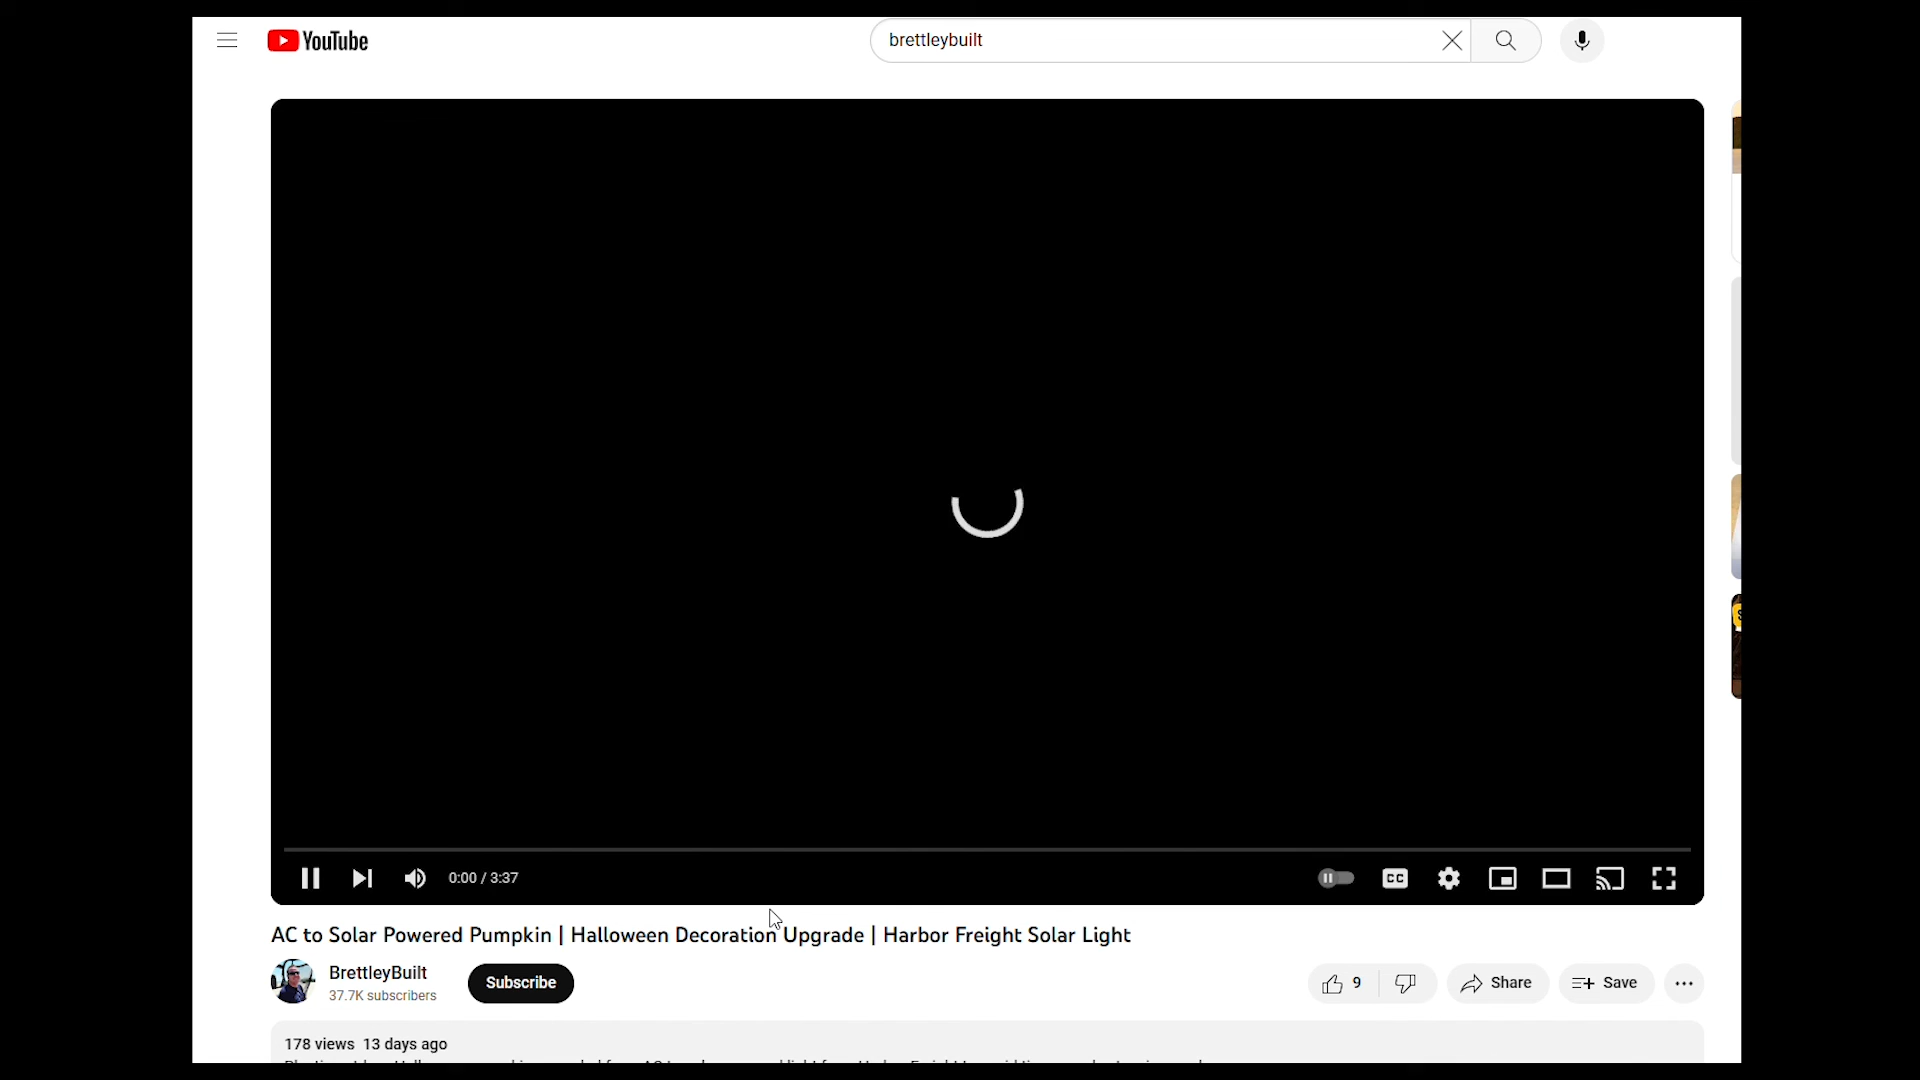 YouTube
brettleybuilt
0:00 / 3:37
CC
AC to Solar Powered Pumpkin | Halloween Decoration Upgrade | Harbor Freight Solar Light
BrettleyBuilt
37.7K subscribers
Subscribe
9
Share
Save
178 views 13 days ago